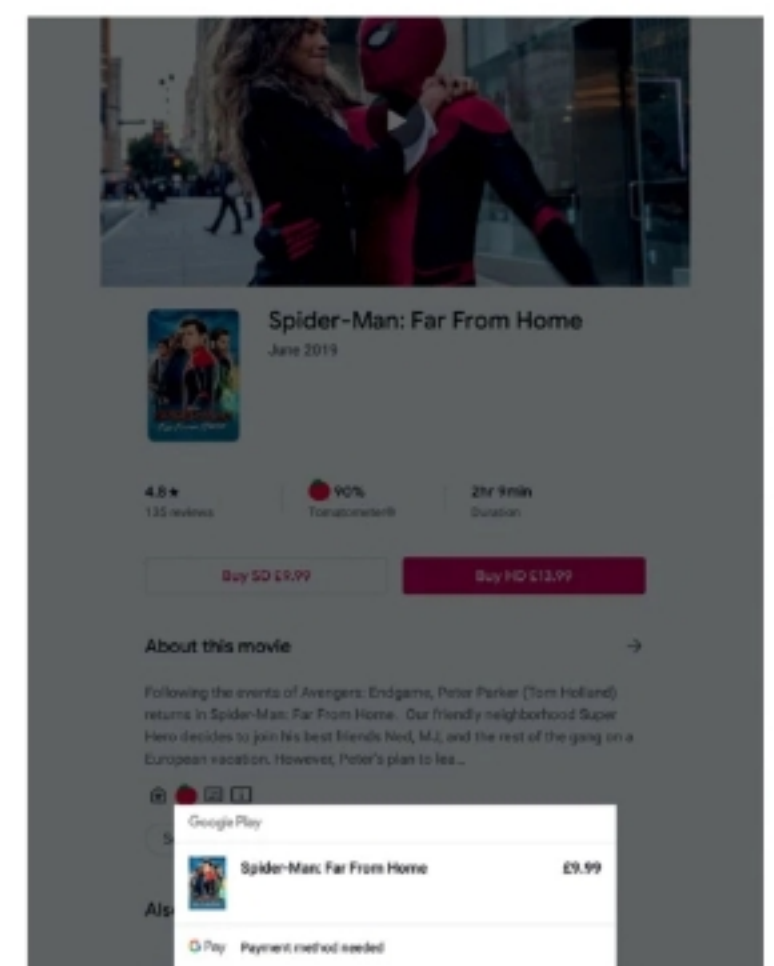 Spider-Man: Far From Home
June 2019
4.8★ 90% 2hr 9min
135 reviews Tomatometer® Duration
Buy SD £9.99 Buy HD £13.99
About this movie →
Following the events of Avengers: Endgame, Peter Parker (Tom Holland)
returns in Spider-Man: Far From Home. Our friendly neighborhood Super
Hero decides to join his best friends Ned, MJ, and the rest of the gang on a
European vacation. However, Peter's plan to lea...
Google Play
S
Spider-Man: Far From Home £9.99
Als
G Pay Payment method needed